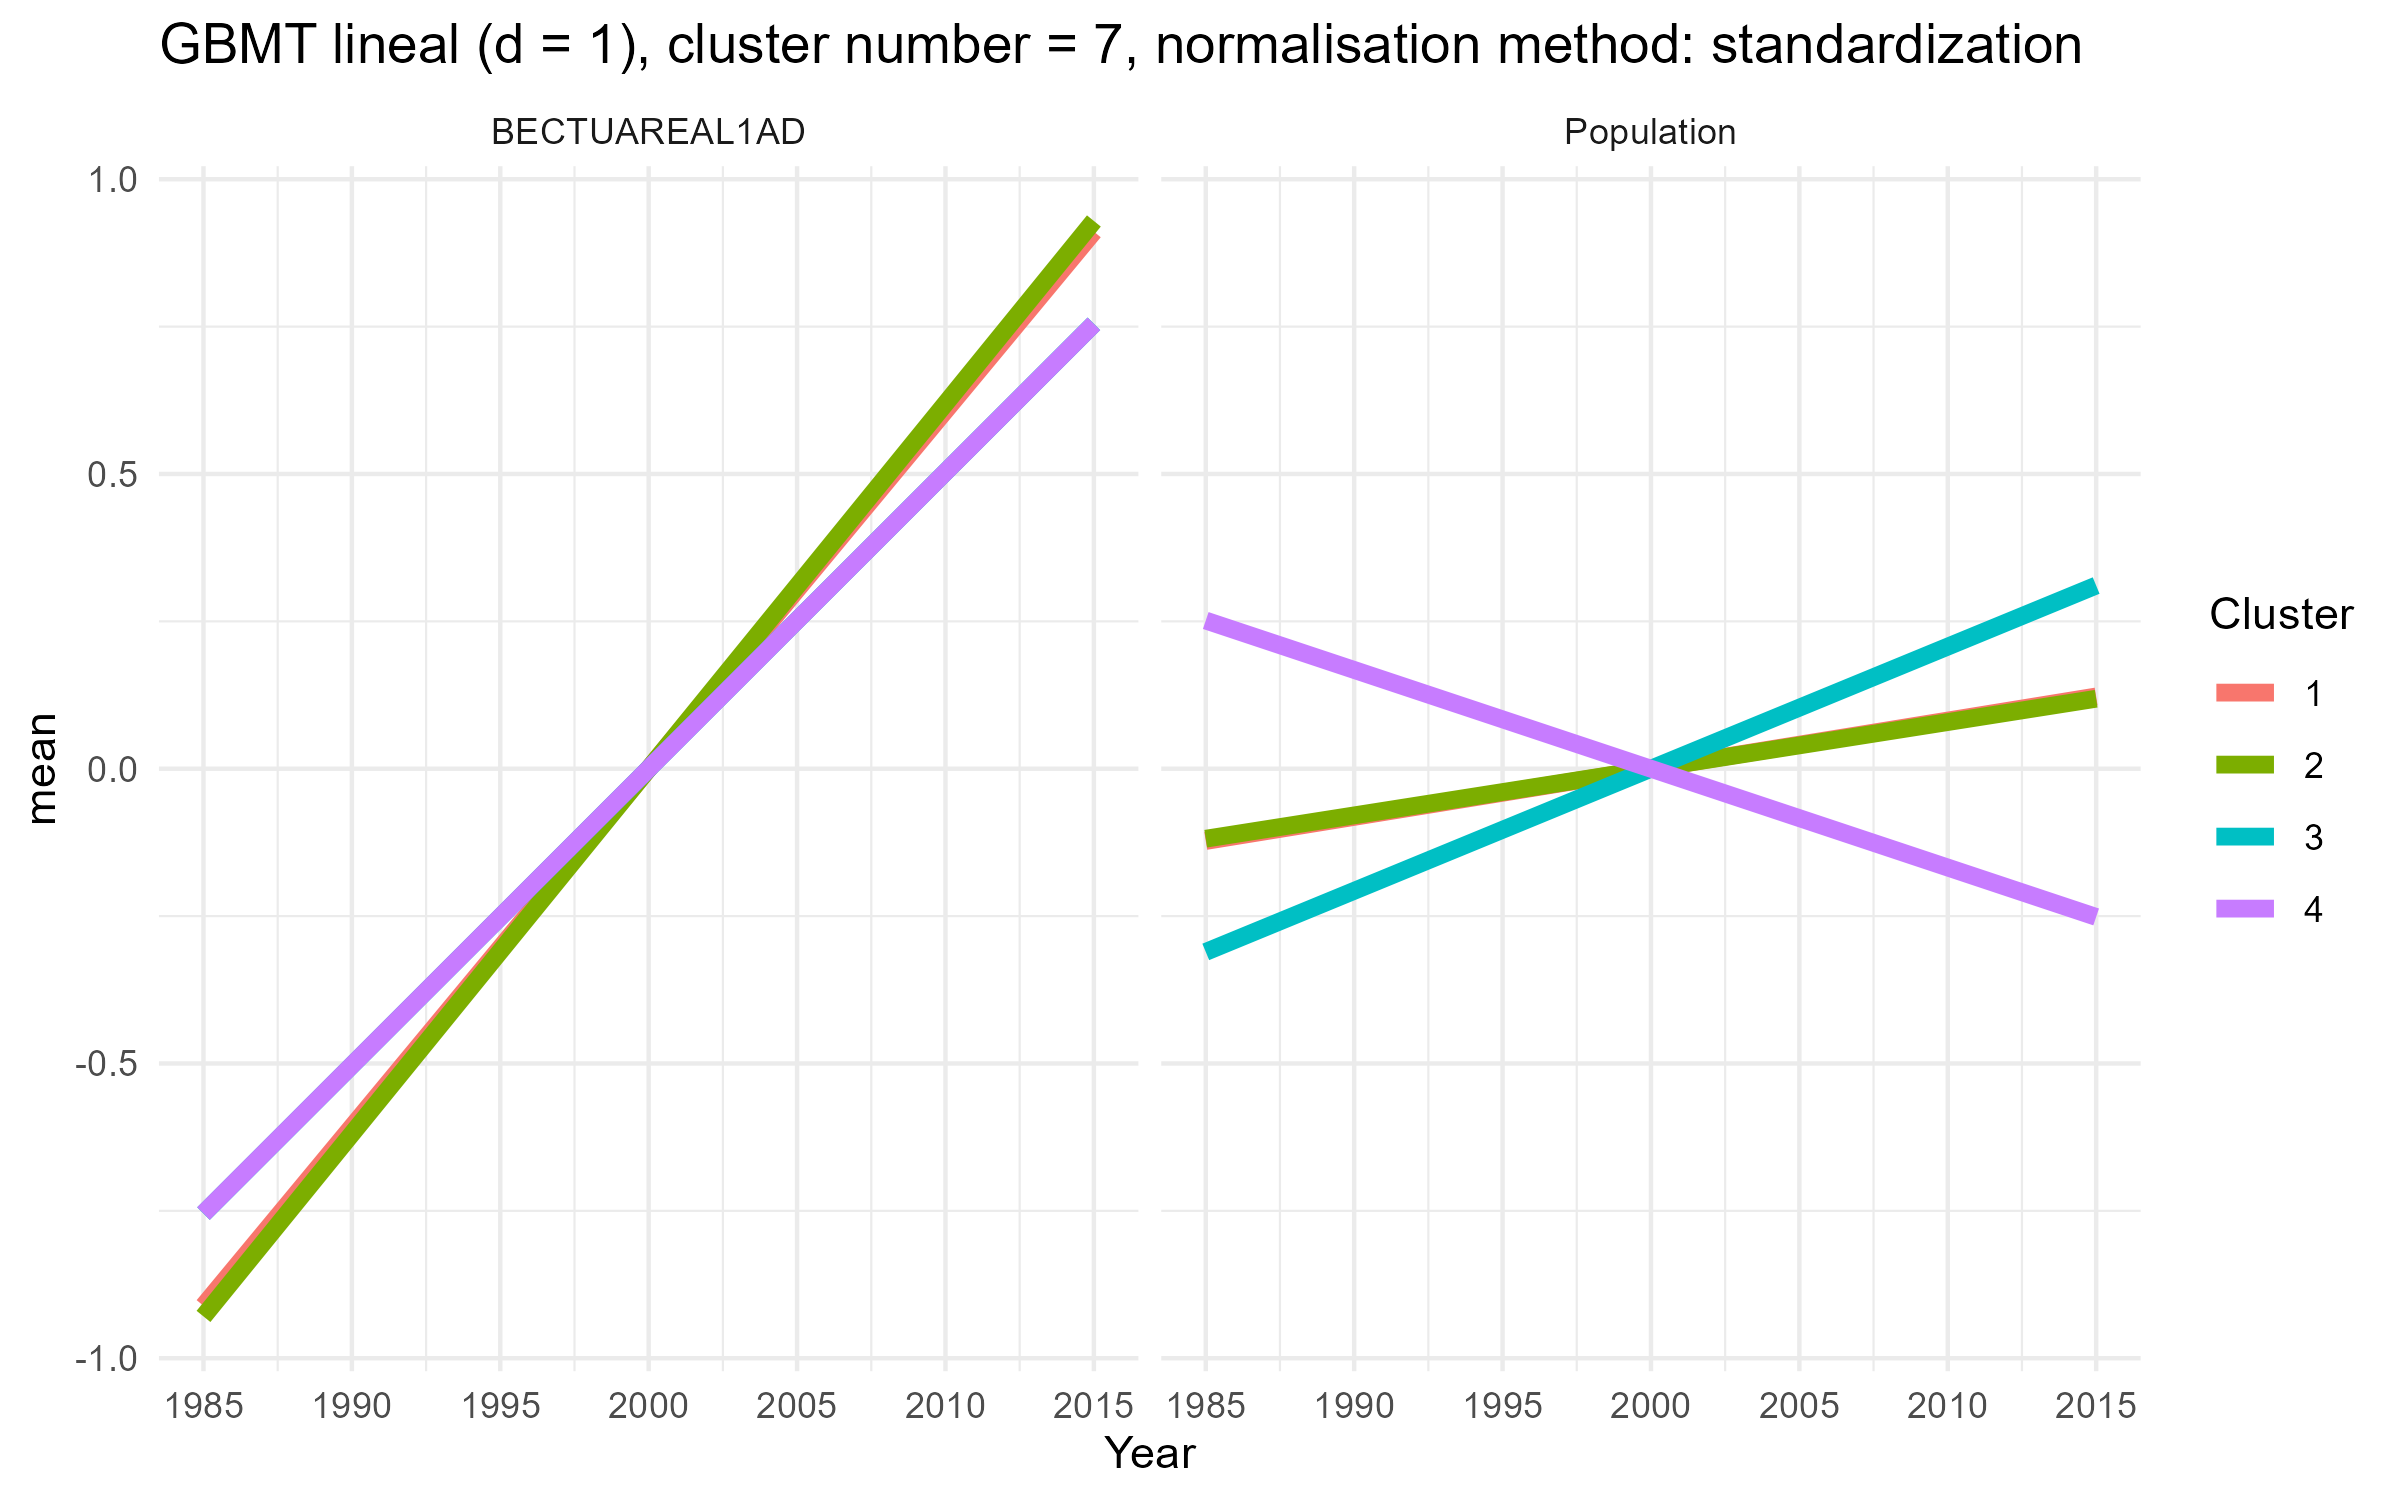 GBMT lineal (d = 1), cluster number = 7, normalisation method: standardization
BECTUAREAL1AD
Population
1.0
0.5
0.0
-0.5
-1.0
mean
1985 1990 1995 2000 2005 2010 2015
1985 1990 1995 2000 2005 2010 2015
Year
Cluster
1
2
3
4